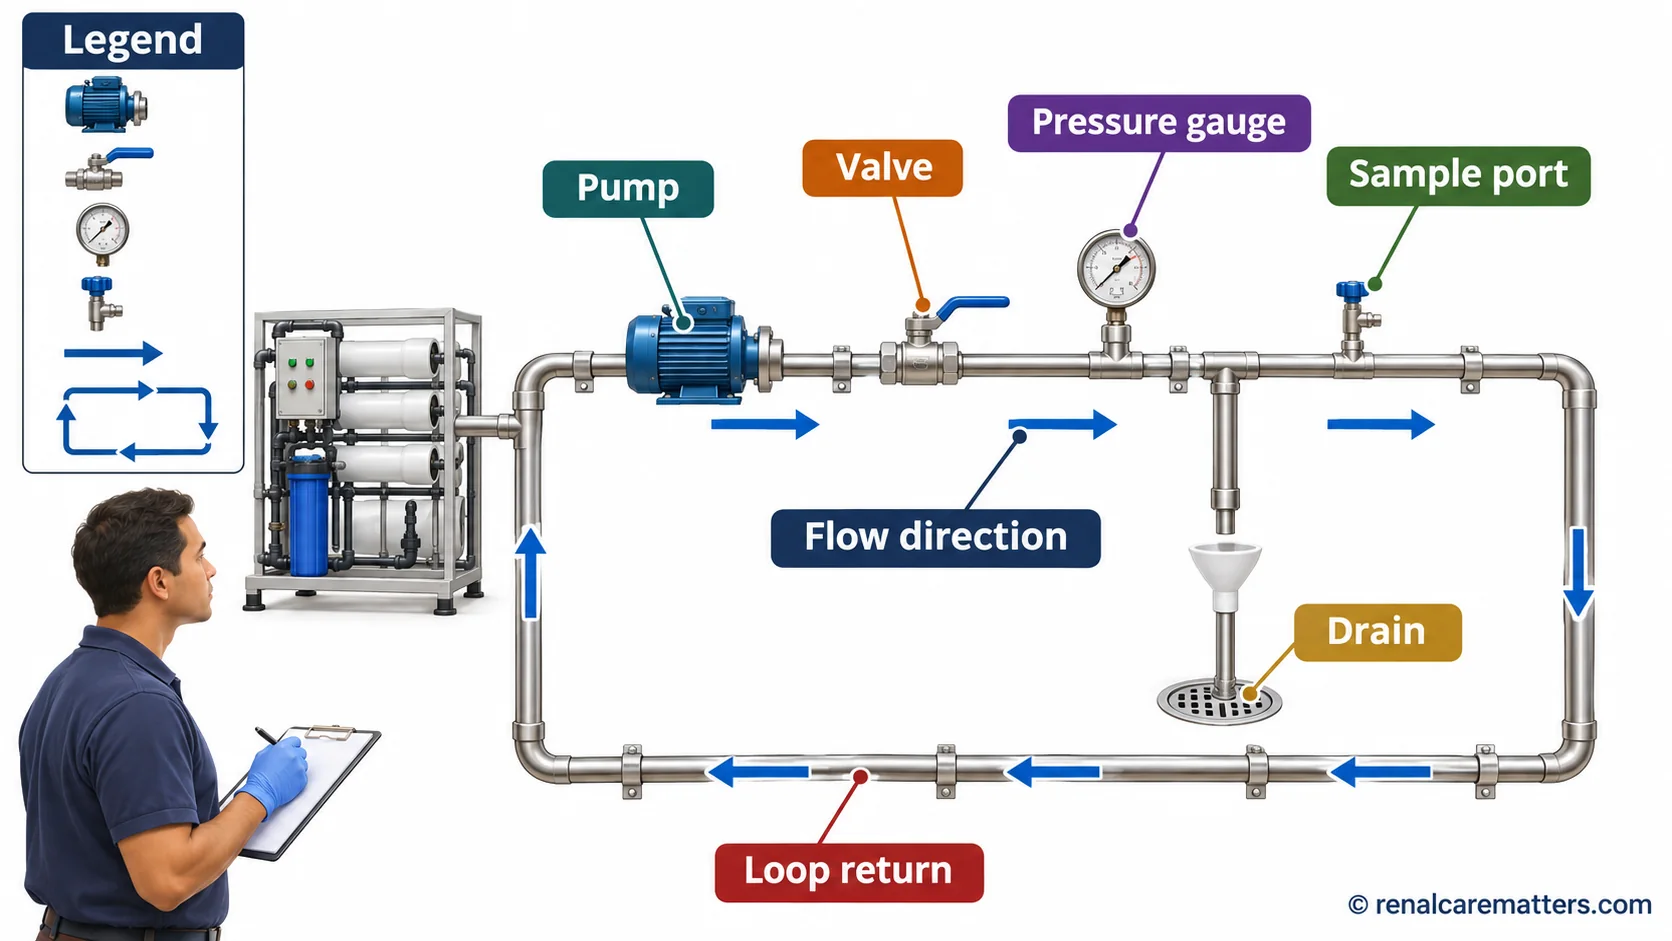 Legend
Pressure gauge
Valve
Sample port
Pump
Flow direction
Drain
Loop return
© renalcarematters.com